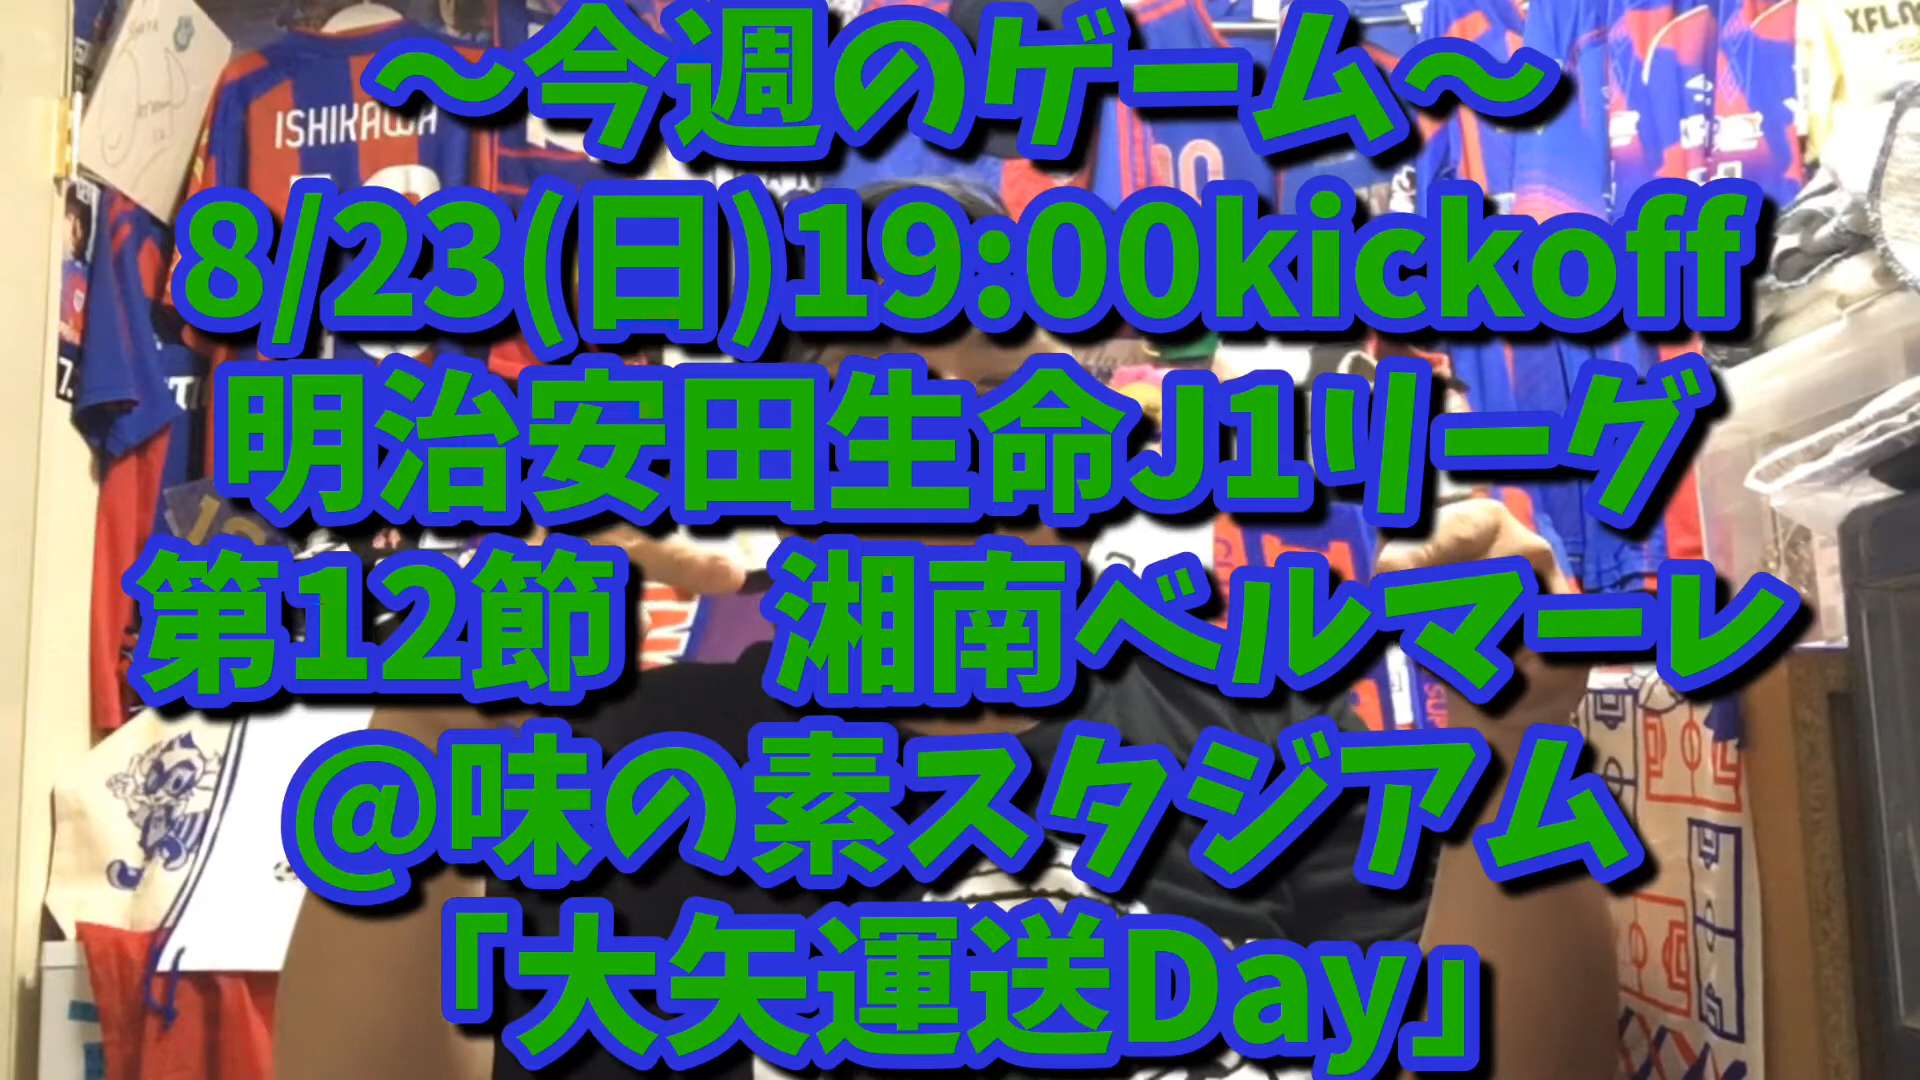 ～今週のゲーム～
8/23(日)19:00kickoff
明治安田生命J1リーグ
第12節　湘南ベルマーレ
@味の素スタジアム
「大矢運送Day」
ISHIKAWA